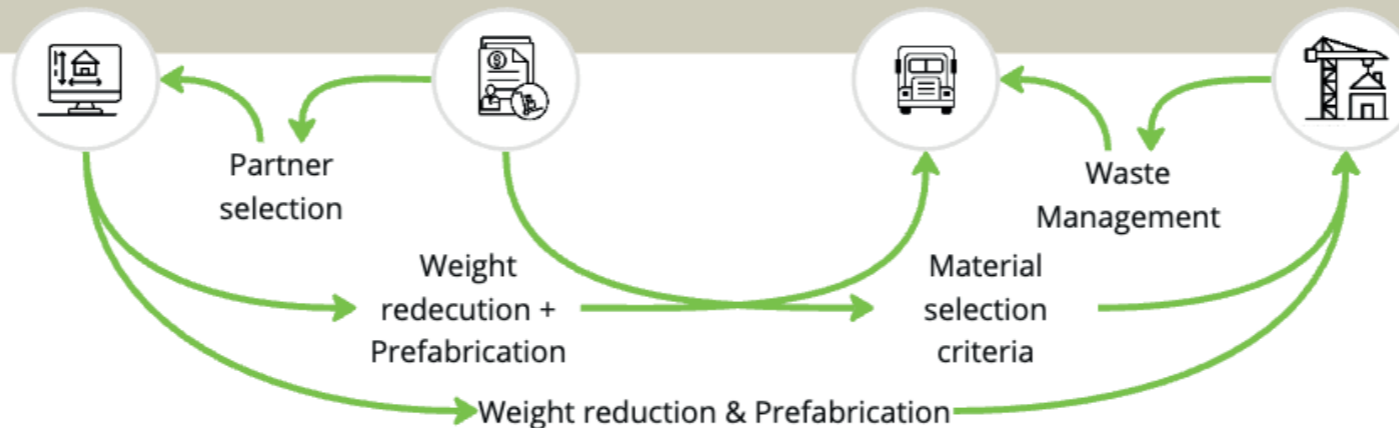 Partner
selection
Waste
Management
Weight
redecution +
Prefabrication
Material
selection
criteria
Weight reduction & Prefabrication